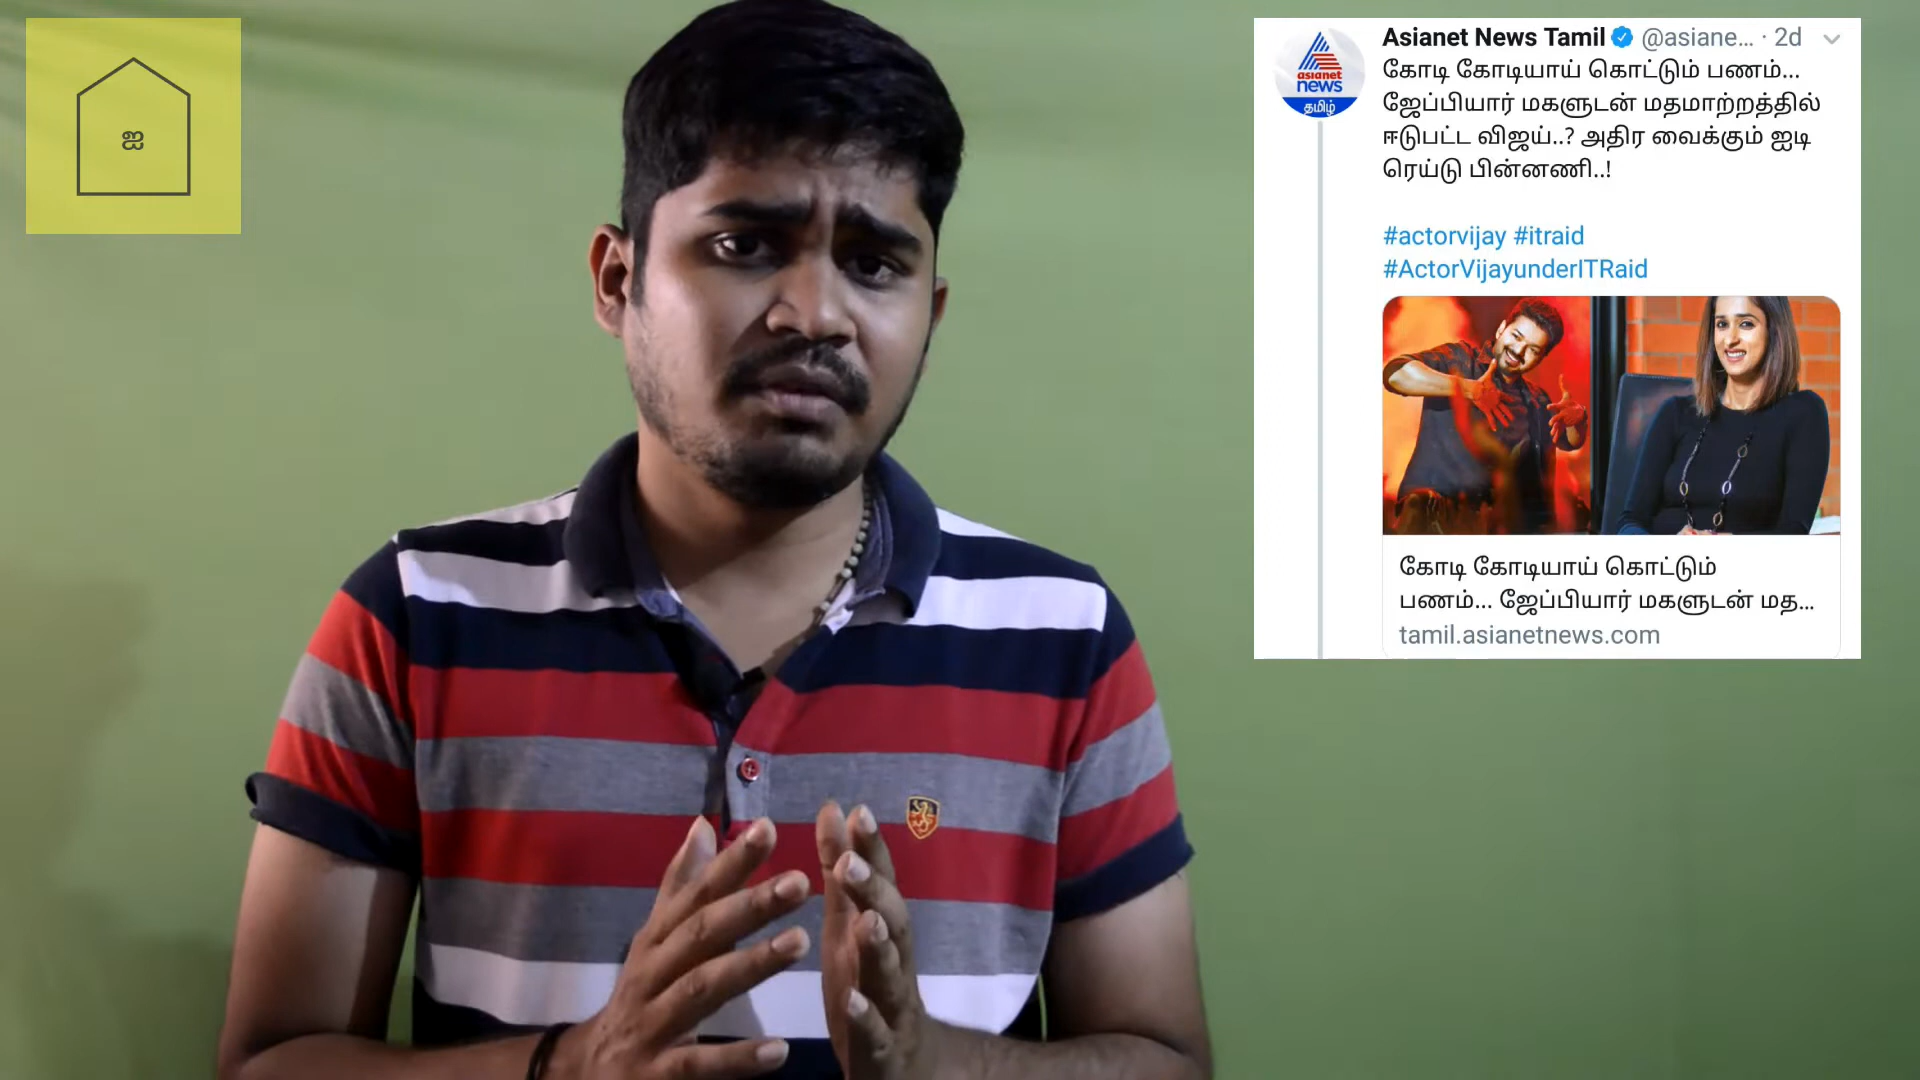 ஐ
Asianet News Tamil @asiane... · 2d
asianet
news
தமிழ்
கோடி கோடியாய் கொட்டும் பணம்...
ஜேப்பியார் மகளுடன் மதமாற்றத்தில்
ஈடுபட்ட விஜய்..? அதிர வைக்கும் ஐடி
ரெய்டு பின்னணி..!
#actorvijay #itraid
#ActorVijayunderITRaid
கோடி கோடியாய் கொட்டும்
பணம்... ஜேப்பியார் மகளுடன் மத...
tamil.asianetnews.com